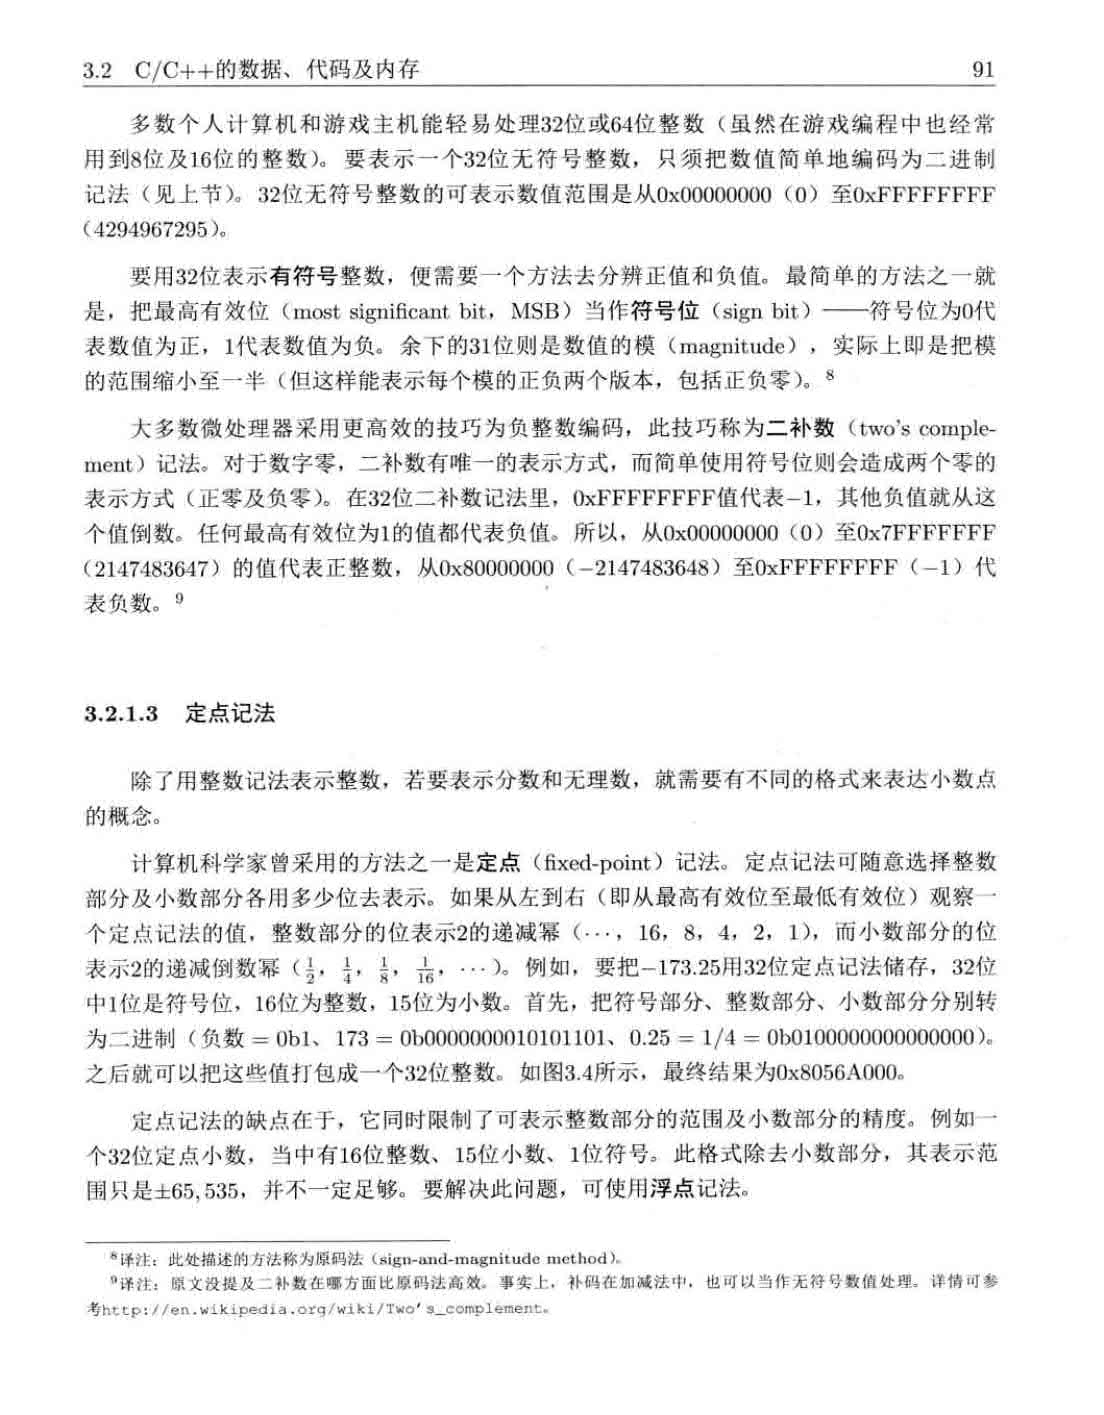 3.2 C/C++的数据、代码及内存 91
多数个人计算机和游戏主机能轻易处理32位或64位整数（虽然在游戏编程中也经常
用到8位及16位的整数）。要表示一个32位无符号整数，只须把数值简单地编码为二进制
记法（见上节）。32位无符号整数的可表示数值范围是从0x00000000（0）至0xFFFFFFFF
（4294967295）。
要用32位表示有符号整数，便需要一个方法去分辨正值和负值。最简单的方法之一就
是，把最高有效位（most significant bit，MSB）当作符号位（sign bit）——符号位为0代
表数值为正，1代表数值为负。余下的31位则是数值的模（magnitude），实际上即是把模
的范围缩小至一半（但这样能表示每个模的正负两个版本，包括正负零）。8
大多数微处理器采用更高效的技巧为负整数编码，此技巧称为二补数（two's comple-
ment）记法。对于数字零，二补数有唯一的表示方式，而简单使用符号位则会造成两个零的
表示方式（正零及负零）。在32位二补数记法里，0xFFFFFFFF值代表−1，其他负值就从这
个值倒数。任何最高有效位为1的值都代表负值。所以，从0x00000000（0）至0x7FFFFFFF
（2147483647）的值代表正整数，从0x80000000（−2147483648）至0xFFFFFFFF（−1）代
表负数。9
3.2.1.3 定点记法
除了用整数记法表示整数，若要表示分数和无理数，就需要有不同的格式来表达小数点
的概念。
计算机科学家曾采用的方法之一是定点（fixed-point）记法。定点记法可随意选择整数
部分及小数部分各用多少位去表示。如果从左到右（即从最高有效位至最低有效位）观察一
个定点记法的值，整数部分的位表示2的递减幂（⋯，16，8，4，2，1），而小数部分的位
表示2的递减倒数幂（1/2，1/4，1/8，1/16，⋯）。例如，要把−173.25用32位定点记法储存，32位
中1位是符号位，16位为整数，15位为小数。首先，把符号部分、整数部分、小数部分分别转
为二进制（负数 = 0b1、173 = 0b0000000010101101、0.25 = 1/4 = 0b010000000000000）。
之后就可以把这些值打包成一个32位整数。如图3.4所示，最终结果为0x8056A000。
定点记法的缺点在于，它同时限制了可表示整数部分的范围及小数部分的精度。例如一
个32位定点小数，当中有16位整数、15位小数、1位符号。此格式除去小数部分，其表示范
围只是±65,535，并不一定足够。要解决此问题，可使用浮点记法。
8译注：此处描述的方法称为原码法（sign-and-magnitude method）。
9译注：原文没提及二补数在哪方面比原码法高效。事实上，补码在加减法中，也可以当作无符号数值处理。详情可参
考http://en.wikipedia.org/wiki/Two's_complement。